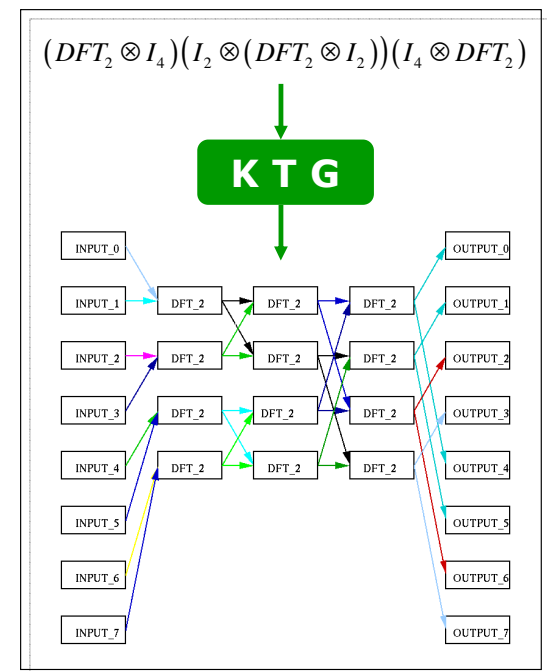 (DFT₂ ⊗ I₄)(I₂ ⊗ (DFT₂ ⊗ I₂))(I₄ ⊗ DFT₂)
K T G
INPUT_0 OUTPUT_0
INPUT_1 DFT_2 DFT_2 DFT_2 OUTPUT_1
INPUT_2 DFT_2 DFT_2 DFT_2 OUTPUT_2
INPUT_3 DFT_2 DFT_2 DFT_2 OUTPUT_3
INPUT_4 DFT_2 DFT_2 DFT_2 OUTPUT_4
INPUT_5 OUTPUT_5
INPUT_6 OUTPUT_6
INPUT_7 OUTPUT_7